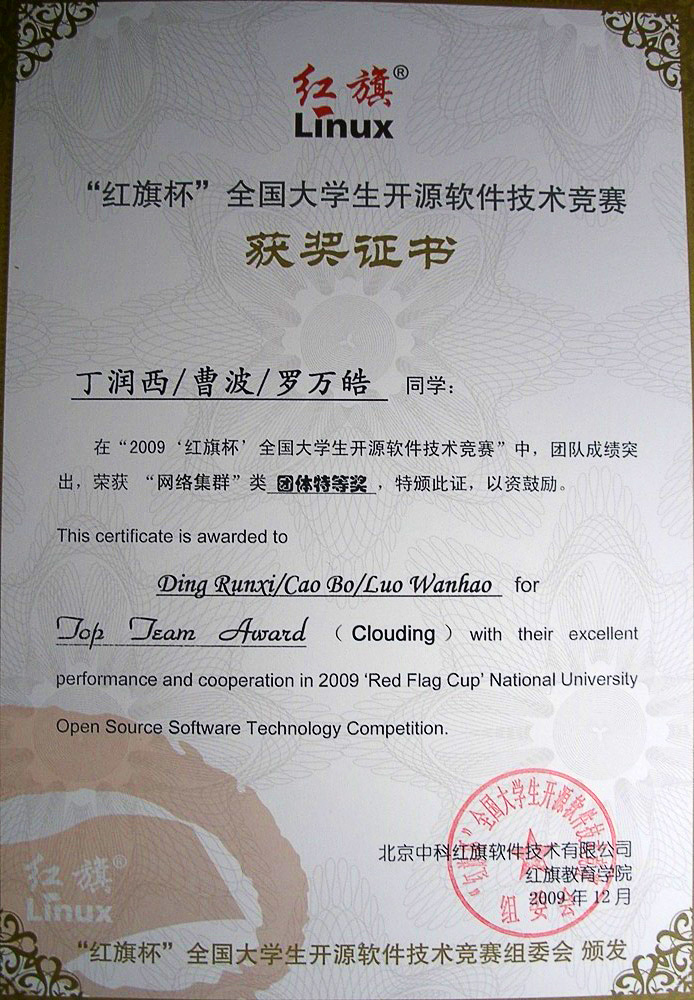 红旗®
Linux
“红旗杯”全国大学生开源软件技术竞赛
获奖证书
丁润西/曹波/罗万皓 同学：
在“2009‘红旗杯’全国大学生开源软件技术竞赛”中，团队成绩突
出，荣获 “网络集群”类 团体特等奖 ，特颁此证，以资鼓励。
This certificate is awarded to
Ding Runxi/Cao Bo/Luo Wanhao for
Top Team Award （ Clouding ） with their excellent
performance and cooperation in 2009 ‘Red Flag Cup’ National University
Open Source Software Technology Competition.
“红旗杯”全国大学生开源软件技术竞赛
组委会
北京中科红旗软件技术有限公司
红旗教育学院
2009年12月
红旗®
Linux
“红旗杯”全国大学生开源软件技术竞赛组委会 颁发